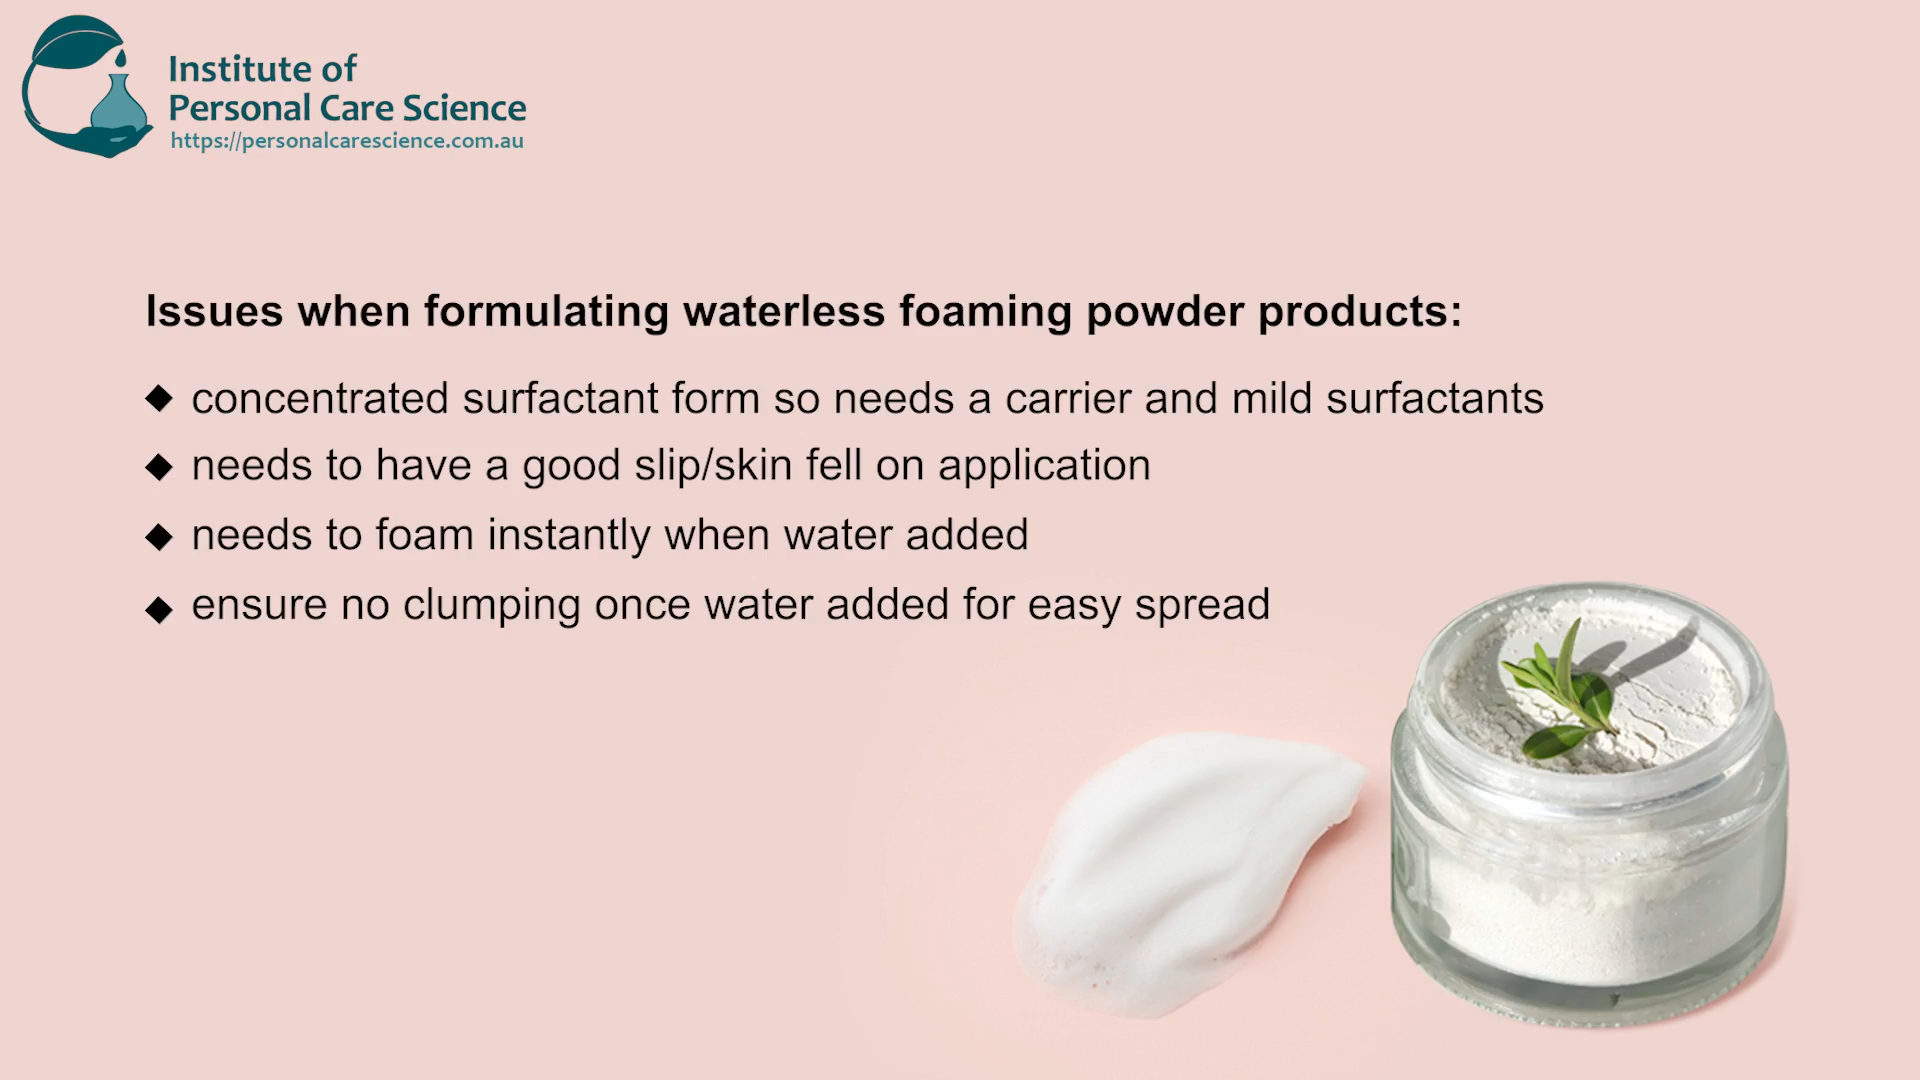 Institute of
Personal Care Science
https://personalcarescience.com.au
Issues when formulating waterless foaming powder products:
◆ concentrated surfactant form so needs a carrier and mild surfactants
◆ needs to have a good slip/skin fell on application
◆ needs to foam instantly when water added
◆ ensure no clumping once water added for easy spread